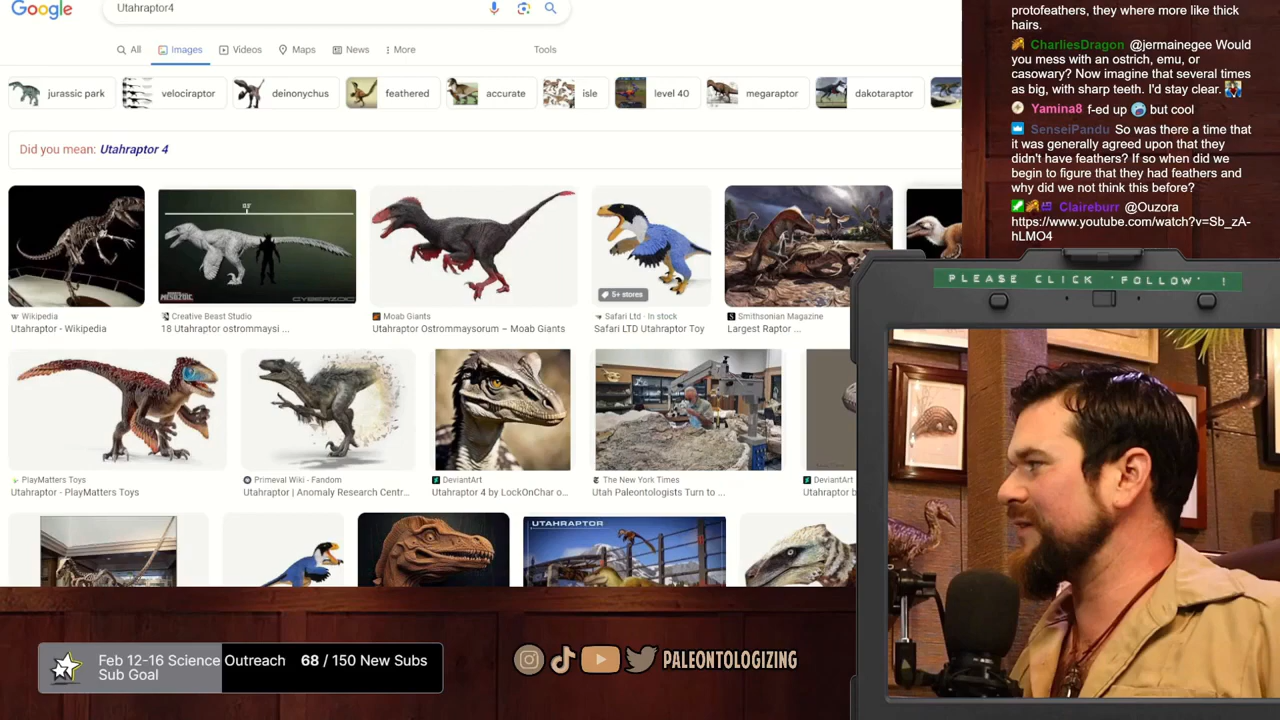 Google
Utahraptor4
All Images Videos Maps News More Tools
jurassic park velociraptor deinonychus feathered accurate isle level 40 megaraptor dakotaraptor
Did you mean: Utahraptor 4
5+ stores
Wikipedia
Utahraptor - Wikipedia
Creative Beast Studio
18 Utahraptor ostrommaysi ...
Moab Giants
Utahraptor Ostrommaysorum – Moab Giants
Safari Ltd · In stock
Safari LTD Utahraptor Toy
Smithsonian Magazine
Largest Raptor ...
PlayMatters Toys
Utahraptor - PlayMatters Toys
Primeval Wiki - Fandom
Utahraptor | Anomaly Research Centr...
DeviantArt
Utahraptor 4 by LockOnChar o...
The New York Times
Utah Paleontologists Turn to ...
DeviantArt
Utahraptor b
UTAHRAPTOR
protofeathers, they where more like thick
hairs.
CharliesDragon @jermainegee Would
you mess with an ostrich, emu, or
casowary? Now imagine that several times
as big, with sharp teeth. I'd stay clear.
Yamina8 f-ed up but cool
SenseiPandu So was there a time that
it was generally agreed upon that they
didn't have feathers? If so when did we
begin to figure that they had feathers and
why did we not think this before?
Claireburr @Ouzora
https://www.youtube.com/watch?v=Sb_zA-
hLMO4
PLEASE CLICK 'FOLLOW' !
Feb 12-16 Science Outreach 68 / 150 New Subs
Sub Goal
PALEONTOLOGIZING